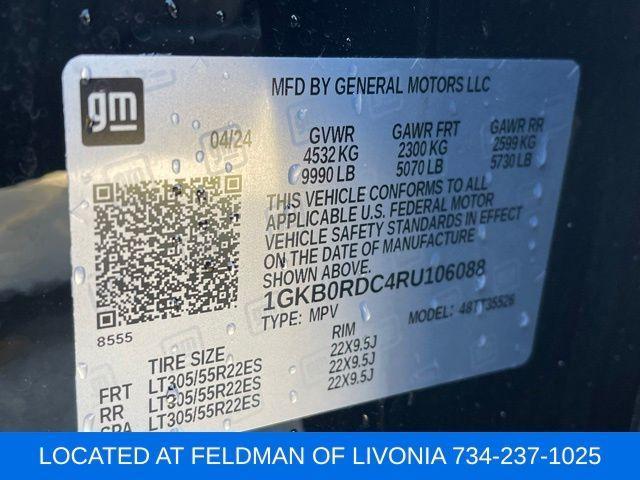 gm
MFD BY GENERAL MOTORS LLC
04/24
GVWR GAWR FRT GAWR RR
4532 KG 2300 KG 2599 KG
9990 LB 5070 LB 5730 LB
THIS VEHICLE CONFORMS TO ALL
APPLICABLE U.S. FEDERAL MOTOR
VEHICLE SAFETY STANDARDS IN EFFECT
ON THE DATE OF MANUFACTURE
SHOWN ABOVE.
1GKB0RDC4RU106088
TYPE: MPV MODEL: 48TT35526
8555
TIRE SIZE RIM
FRT LT305/55R22ES 22X9.5J
RR LT305/55R22ES 22X9.5J
SPA LT305/55R22ES 22X9.5J
LOCATED AT FELDMAN OF LIVONIA 734-237-1025